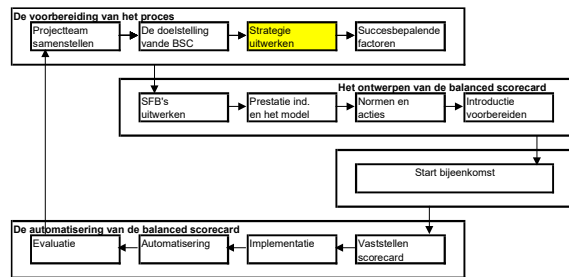 De voorbereiding van het proces
Projectteam
samenstellen
De doelstelling
vande BSC
Strategie
uitwerken
Succesbepalende
factoren
Het ontwerpen van de balanced scorecard
SFB's
uitwerken
Prestatie ind.
en het model
Normen en
acties
Introductie
voorbereiden
Start bijeenkomst
De automatisering van de balanced scorecard
Evaluatie
Automatisering
Implementatie
Vaststellen
scorecard